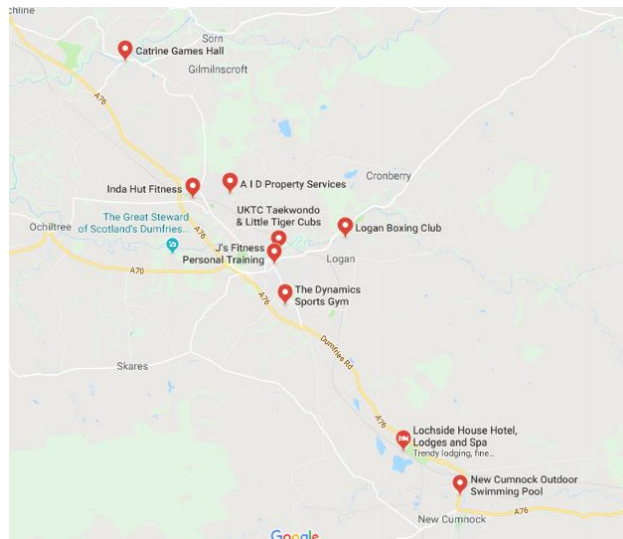 chline
Sorn
Catrine Games Hall
Gilmilnscroft
A76
Cronberry
A I D Property Services
Inda Hut Fitness
UKTC Taekwondo
& Little Tiger Cubs
The Great Steward
of Scotland's Dumfries...
Logan Boxing Club
Ochiltree
A76
J's Fitness
Personal Training
Logan
A70
The Dynamics
Sports Gym
A76
Dumfries Rd
Skares
A76
Lochside House Hotel,
Lodges and Spa
Trendy lodging, fine...
New Cumnock Outdoor
Swimming Pool
A76
New Cumnock
Google